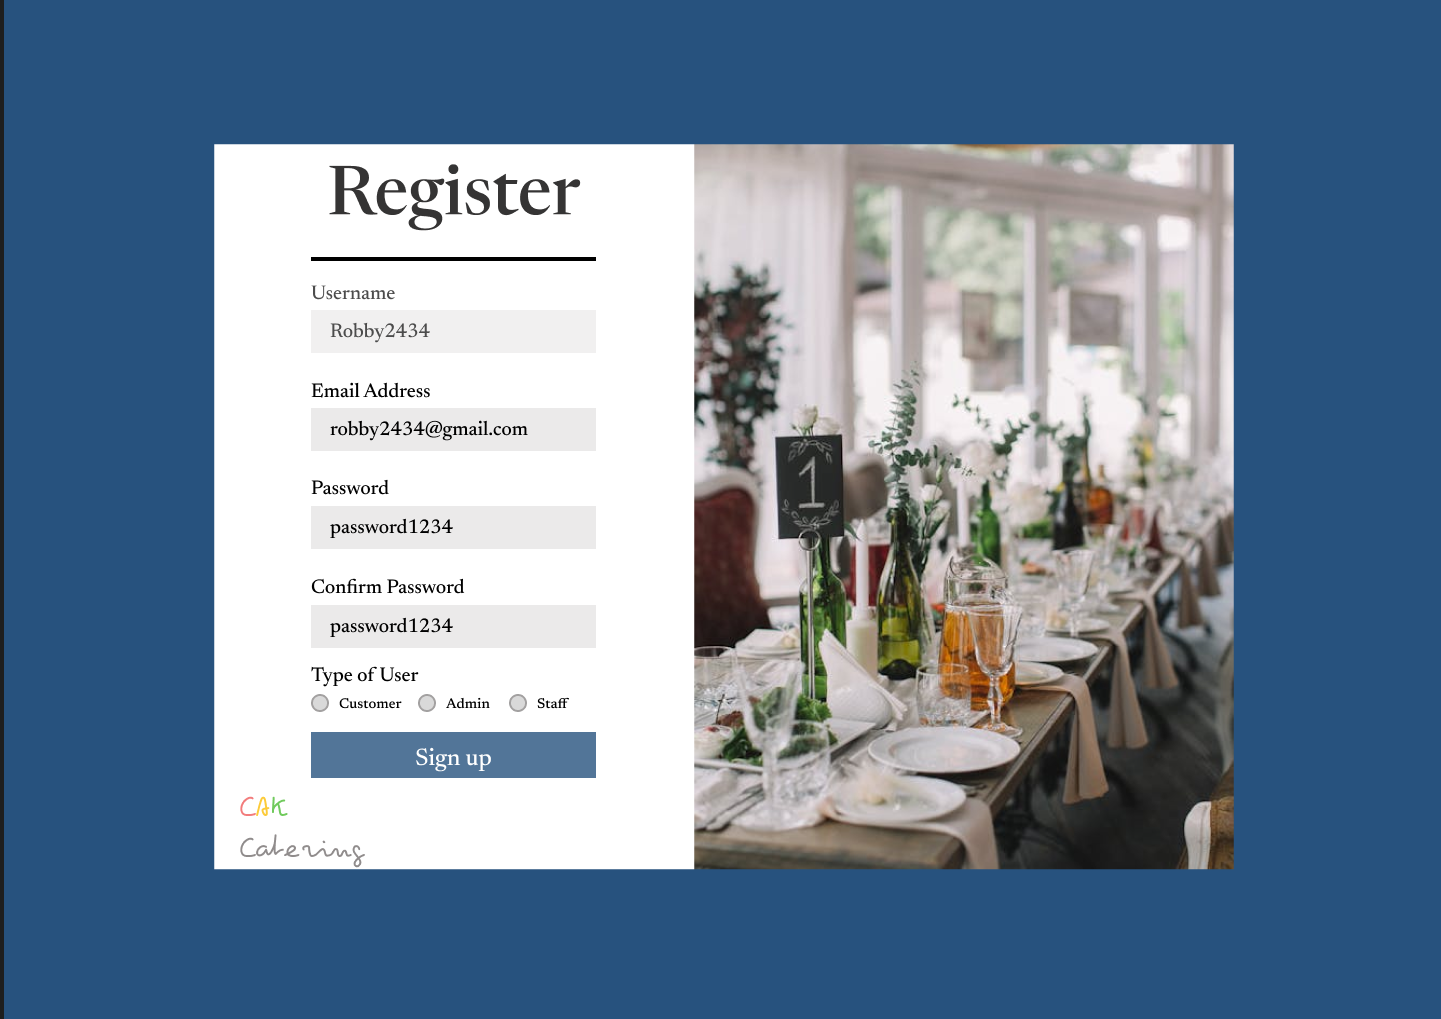 Register
Username
Robby2434
Email Address
robby2434@gmail.com
Password
password1234
Confirm Password
password1234
Type of User
Customer Admin Staff
Sign up
CAK
Catering
1